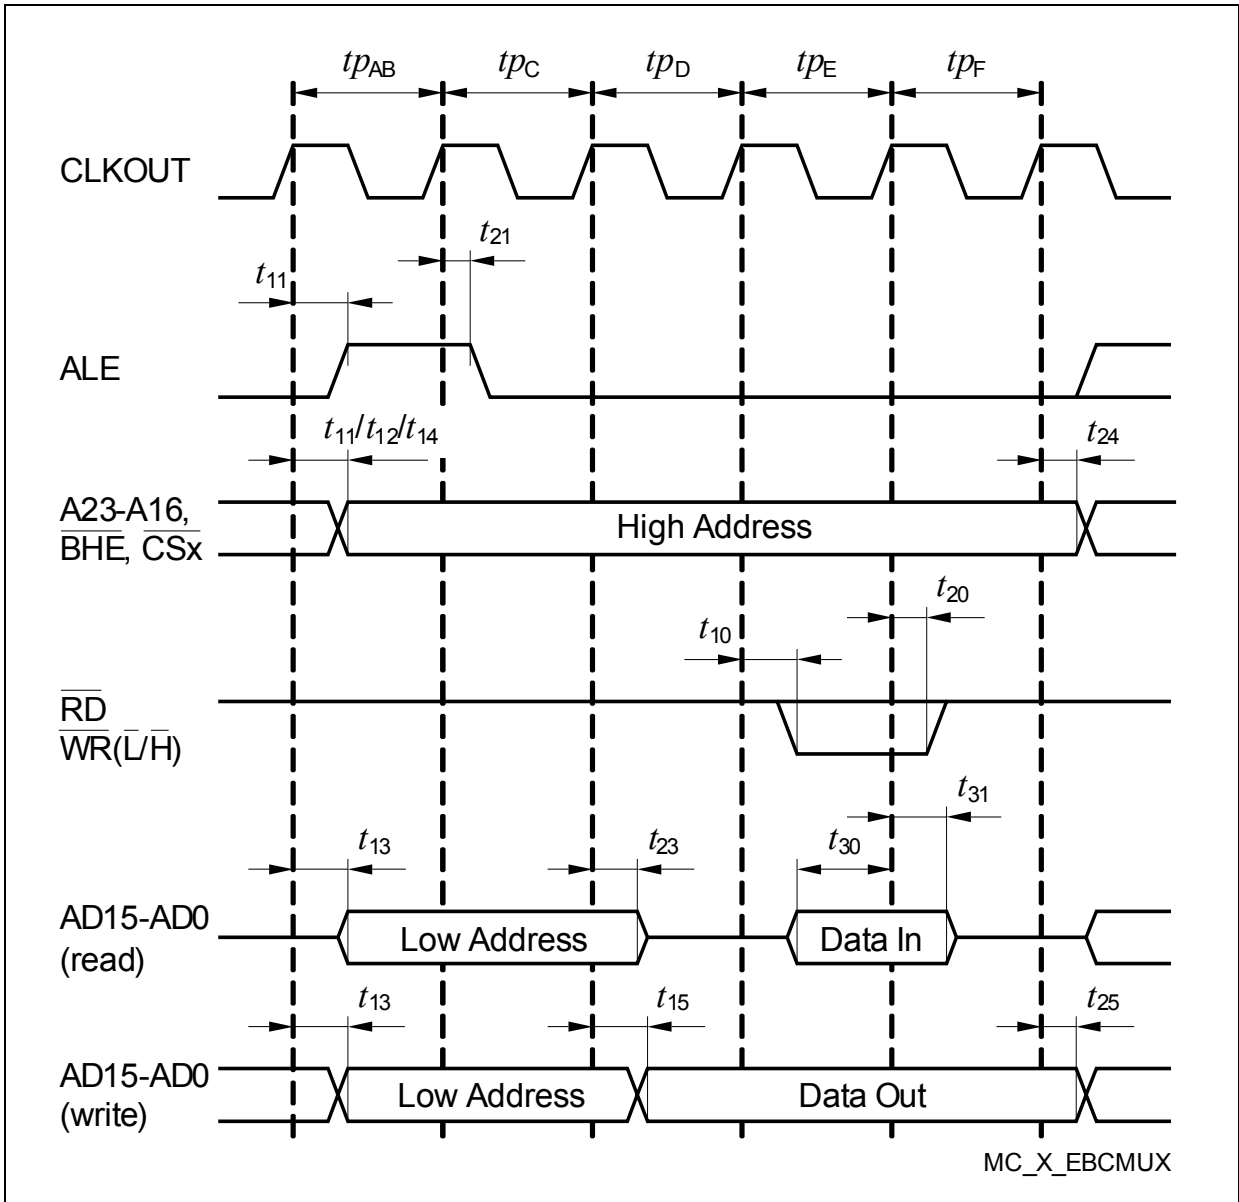 tpAB tpC tpD tpE tpF
CLKOUT
t21
t11
ALE
t11/t12/t14 t24
A23-A16,
BHE, CSx
High Address
t20
t10
RD
WR(L/H)
t31
t13 t23 t30
AD15-AD0
(read)
Low Address Data In
t13 t15 t25
AD15-AD0
(write)
Low Address Data Out
MC_X_EBCMUX